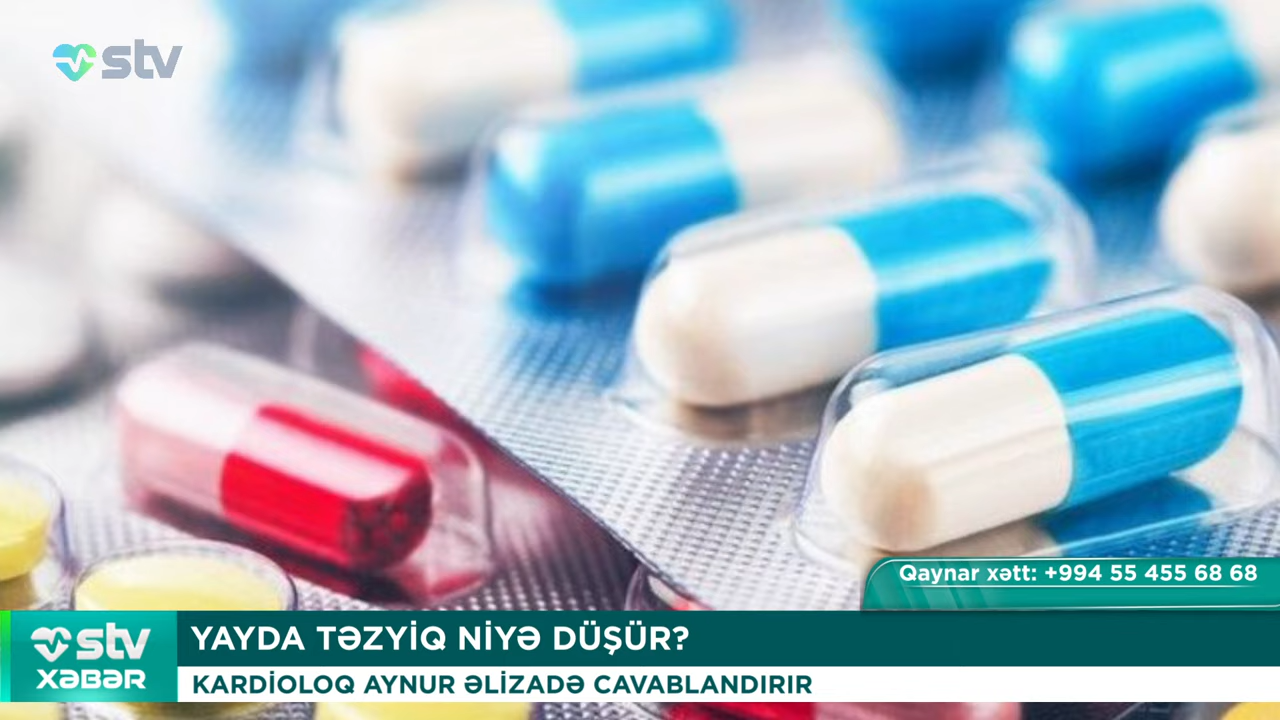 stv
Qaynar xətt: +994 55 455 68 68
stv
XƏBƏR
YAYDA TƏZYİQ NİYƏ DÜŞÜR?
KARDİOLOQ AYNUR ƏLİZADƏ CAVABLANDIRIR